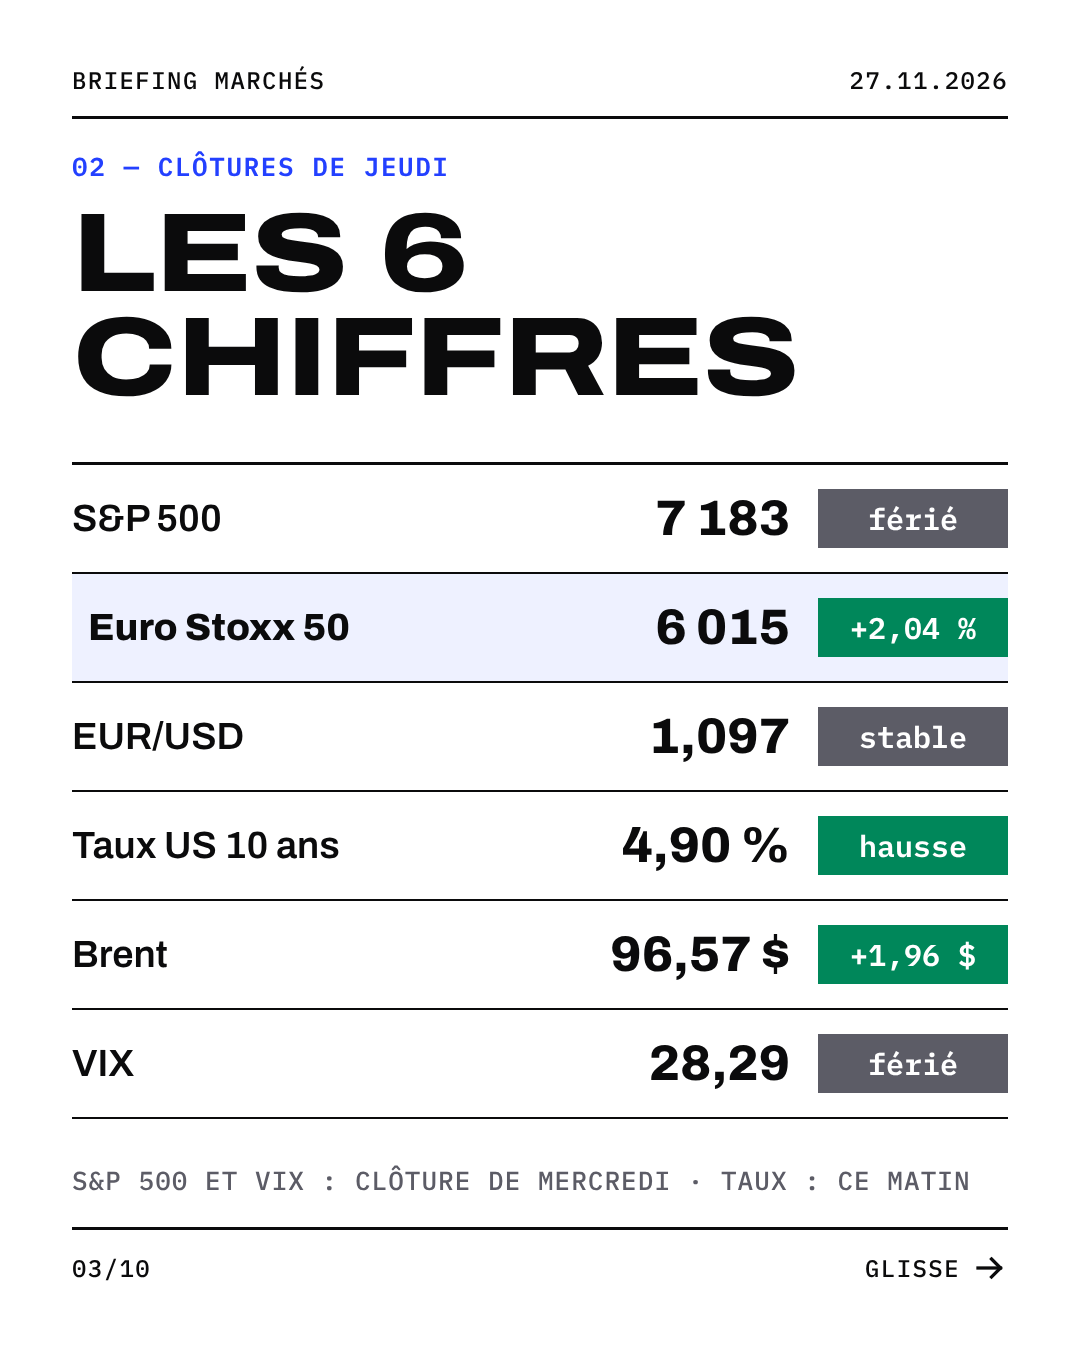 BRIEFING MARCHÉS 27.11.2026
02 — CLÔTURES DE JEUDI
LES 6
CHIFFRES
S&P 500 7 183 férié
Euro Stoxx 50 6 015 +2,04 %
EUR/USD 1,097 stable
Taux US 10 ans 4,90 % hausse
Brent 96,57 $ +1,96 $
VIX 28,29 férié
S&P 500 ET VIX : CLÔTURE DE MERCREDI · TAUX : CE MATIN
03/10 GLISSE →